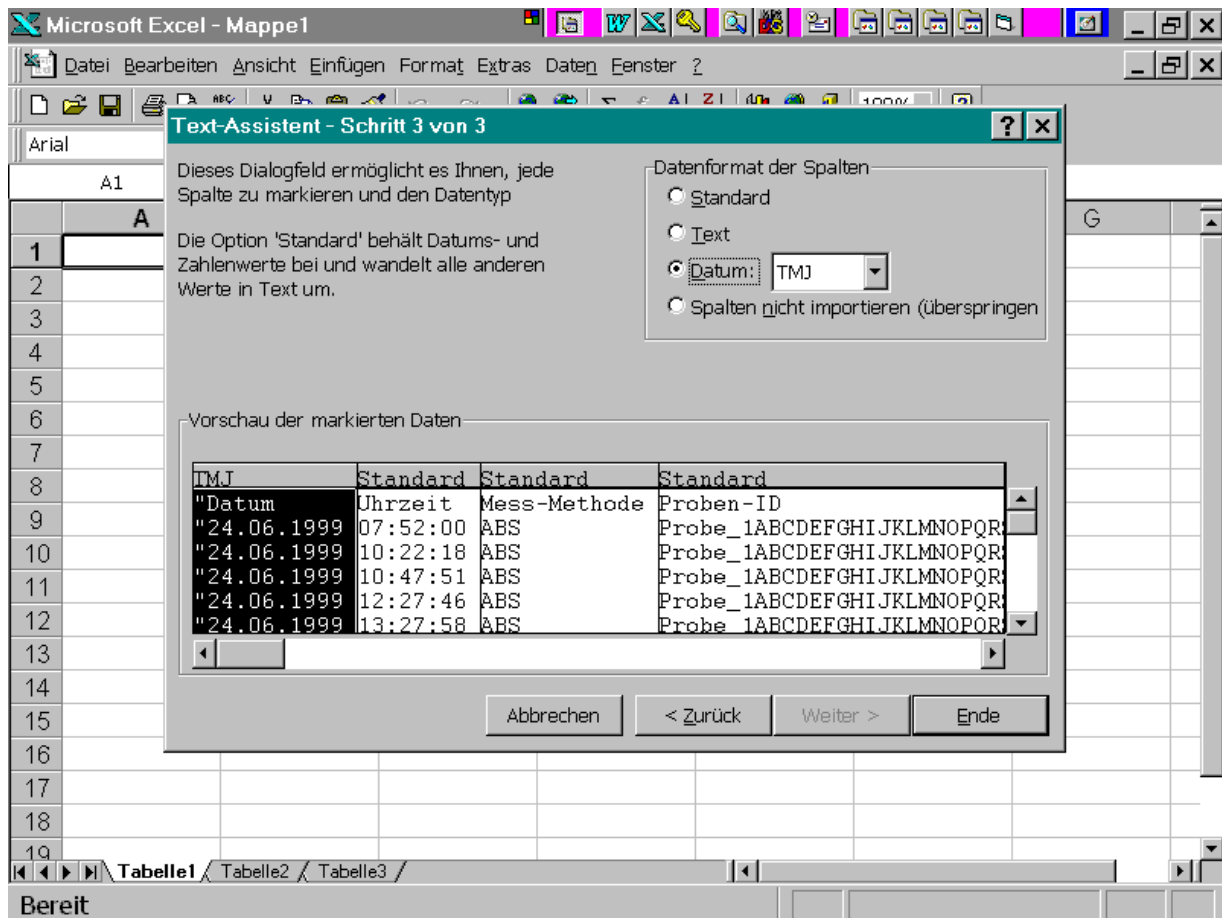 Microsoft Excel - Mappe1
Datei Bearbeiten Ansicht Einfügen Format Extras Daten Fenster ?
Text-Assistent - Schritt 3 von 3
Arial
A1
Dieses Dialogfeld ermöglicht es Ihnen, jede
Spalte zu markieren und den Datentyp
Die Option 'Standard' behält Datums- und
Zahlenwerte bei und wandelt alle anderen
Werte in Text um.
Datenformat der Spalten
Standard
Text
Datum: TMJ
Spalten nicht importieren (überspringen
A G
1
2
3
4
5
6
7
8
9
10
11
12
13
14
15
16
17
18
19
Vorschau der markierten Daten
TMJ Standard Standard Standard
"Datum Uhrzeit Mess-Methode Proben-ID
"24.06.1999 07:52:00 ABS Probe_1ABCDEFGHIJKLMNOPQRS
"24.06.1999 10:22:18 ABS Probe_1ABCDEFGHIJKLMNOPQRS
"24.06.1999 10:47:51 ABS Probe_1ABCDEFGHIJKLMNOPQRS
"24.06.1999 12:27:46 ABS Probe_1ABCDEFGHIJKLMNOPQRS
"24.06.1999 13:27:58 ABS Probe_1ABCDEFGHIJKLMNOPQRS
Abbrechen < Zurück Weiter > Ende
Tabelle1 Tabelle2 Tabelle3
Bereit